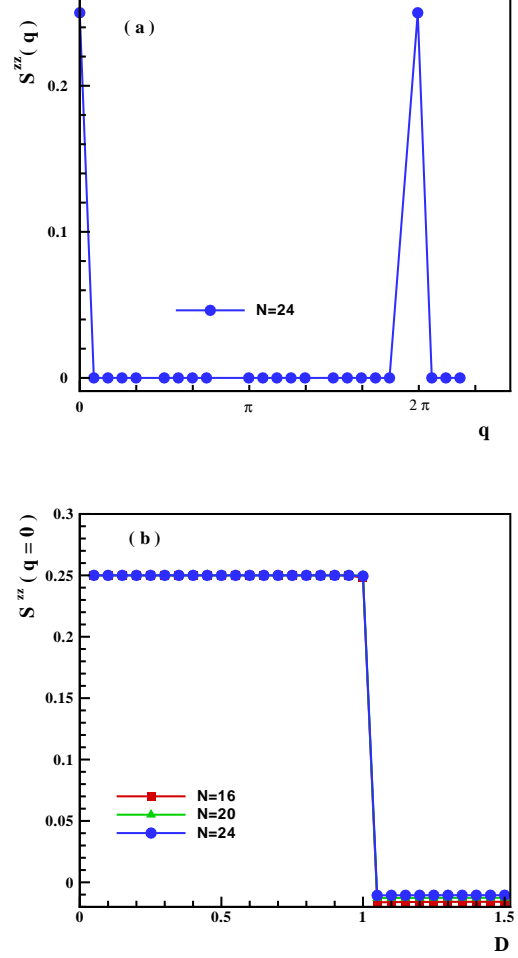 ( a )
S^zz ( q )
0.2
0.1
0
N=24
0
π
2 π
q
0.3
( b )
S^zz ( q = 0 )
0.25
0.2
0.15
0.1
0.05
0
N=16
N=20
N=24
0
0.5
1
1.5
D